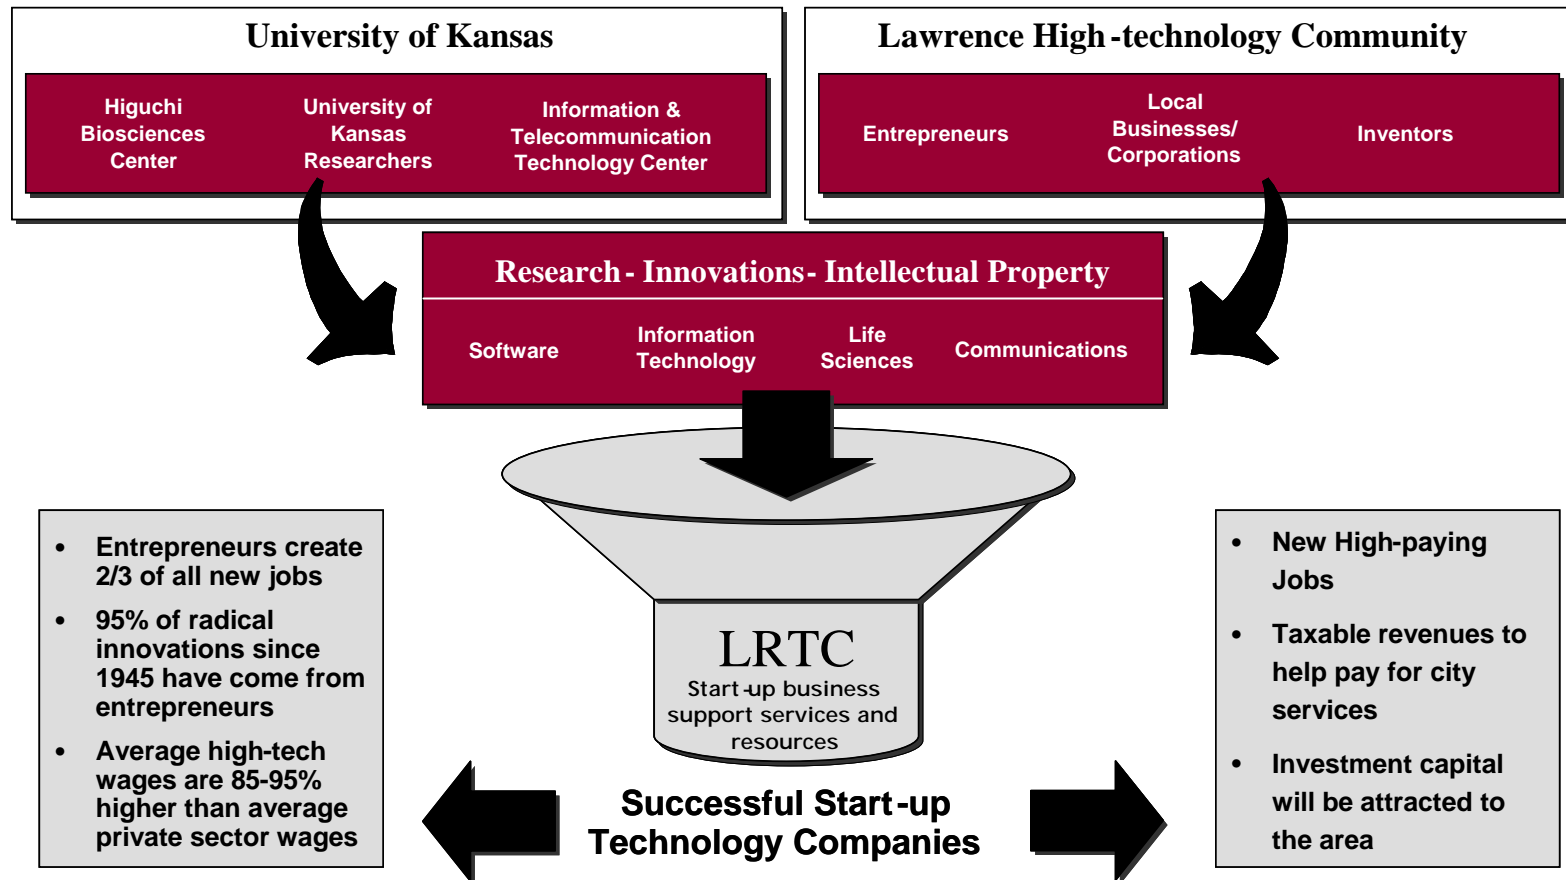 University of Kansas
Higuchi
Biosciences
Center
University of
Kansas
Researchers
Information &
Telecommunication
Technology Center
Lawrence High-technology Community
Entrepreneurs
Local
Businesses/
Corporations
Inventors
Research - Innovations - Intellectual Property
Software
Information
Technology
Life
Sciences
Communications
LRTC
Start-up business
support services and
resources
• Entrepreneurs create
2/3 of all new jobs
• 95% of radical
innovations since
1945 have come from
entrepreneurs
• Average high-tech
wages are 85-95%
higher than average
private sector wages
Successful Start-up
Technology Companies
• New High-paying
Jobs
• Taxable revenues to
help pay for city
services
• Investment capital
will be attracted to
the area